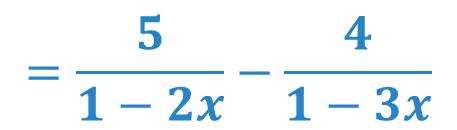 = 5/(1 − 2x) − 4/(1 − 3x)